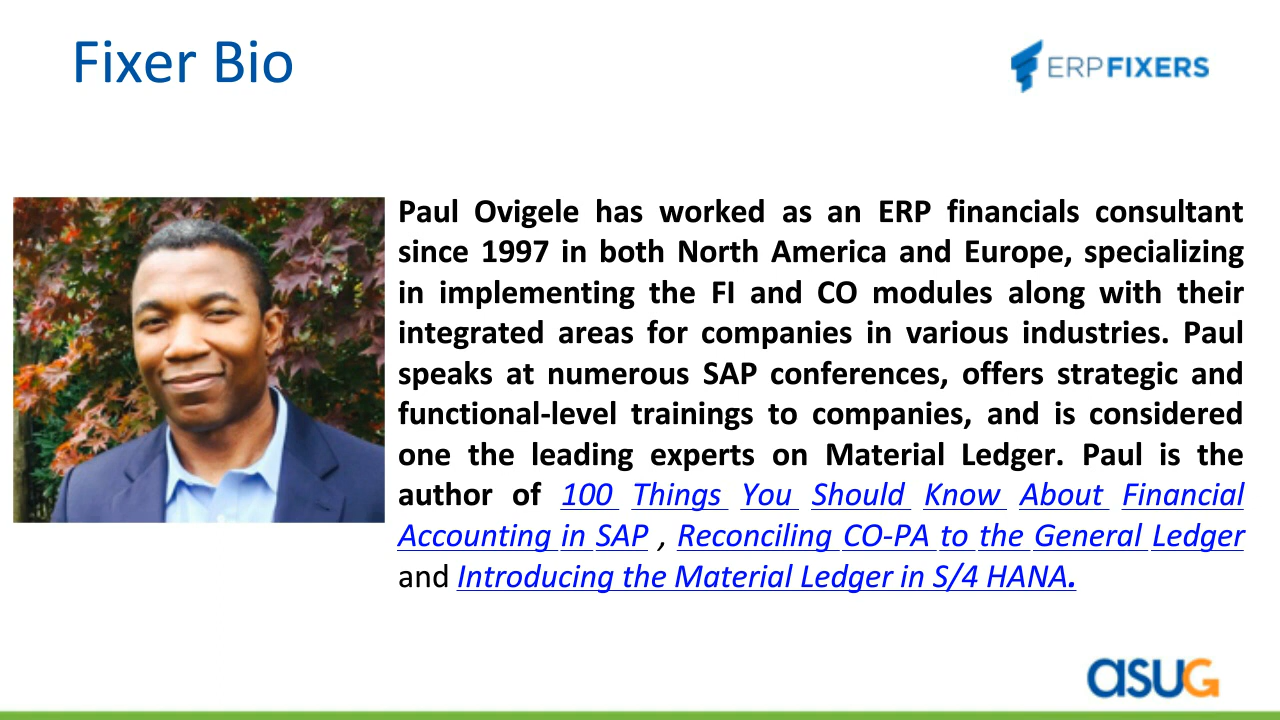 Fixer Bio
ERPFIXERS
Paul Ovigele has worked as an ERP financials consultant
since 1997 in both North America and Europe, specializing
in implementing the FI and CO modules along with their
integrated areas for companies in various industries. Paul
speaks at numerous SAP conferences, offers strategic and
functional-level trainings to companies, and is considered
one the leading experts on Material Ledger. Paul is the
author of 100 Things You Should Know About Financial
Accounting in SAP , Reconciling CO-PA to the General Ledger
and Introducing the Material Ledger in S/4 HANA.
asuG